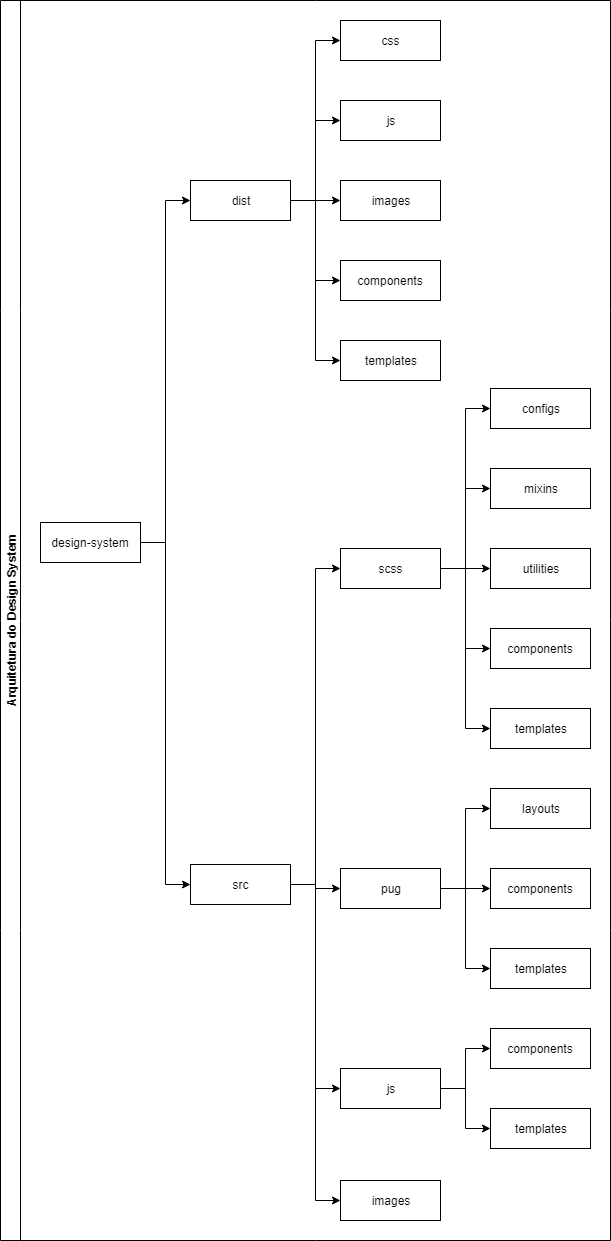 Arquitetura do Design System
design-system
dist
css
js
images
components
templates
src
scss
configs
mixins
utilities
components
templates
pug
layouts
components
templates
js
components
templates
images